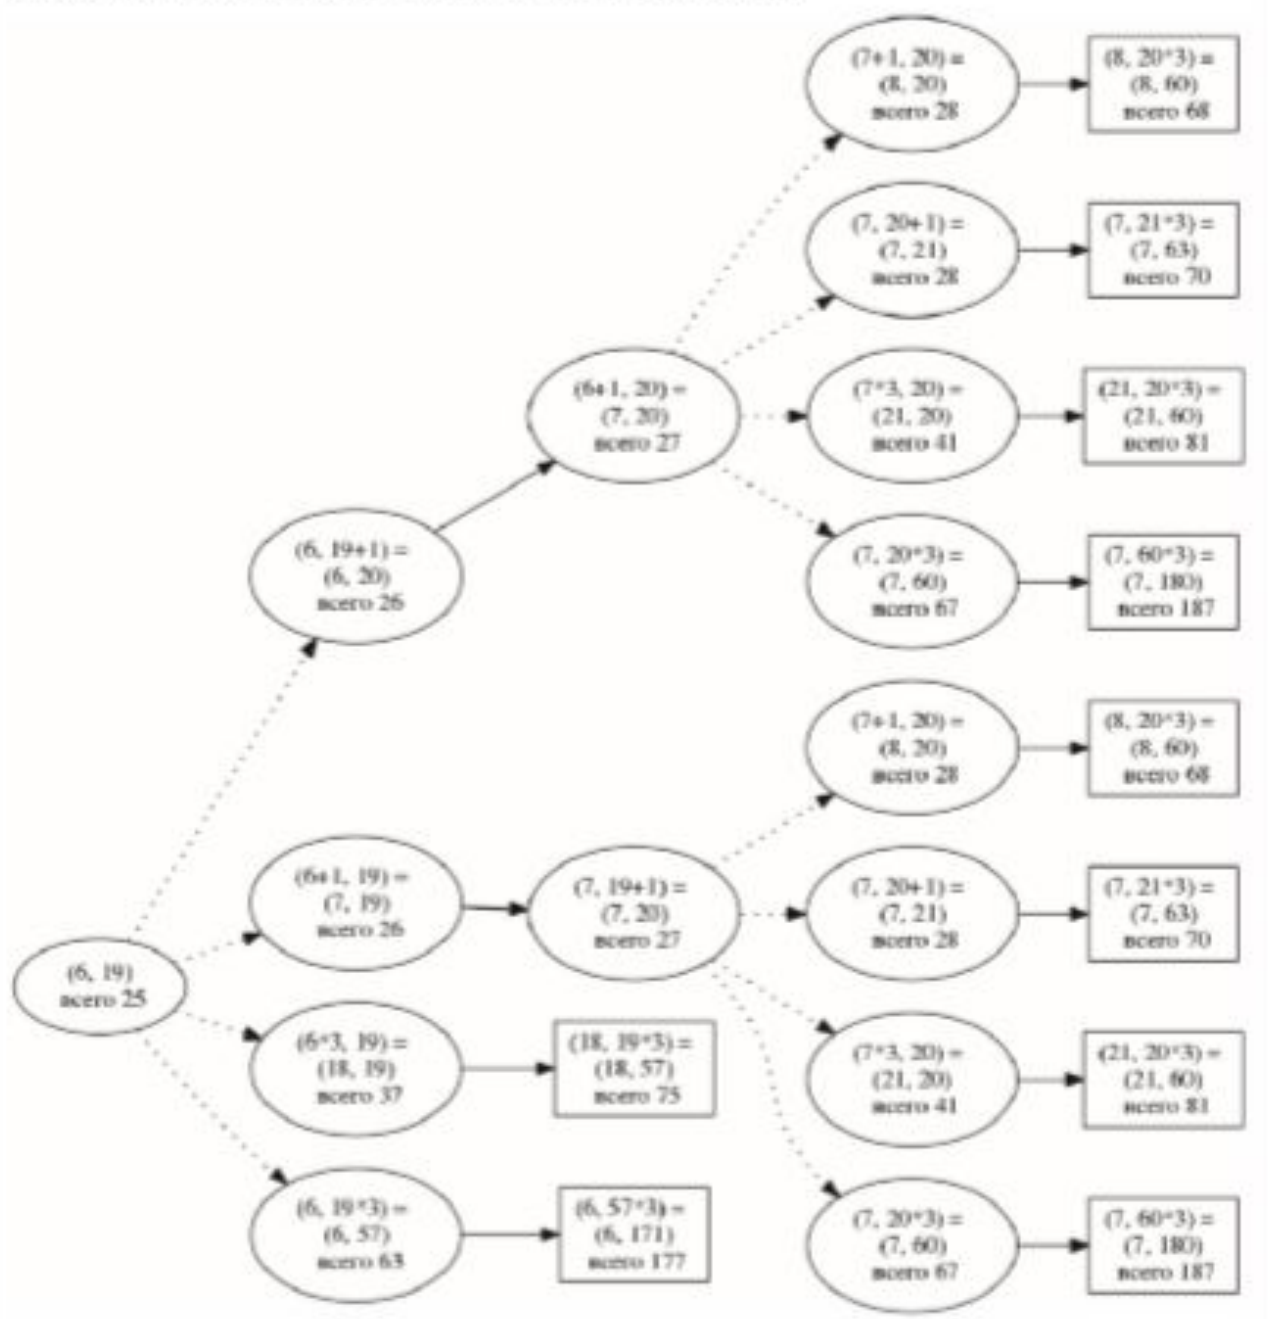 (7+1, 20) =
(8, 20)
всего 28
(8, 20*3) =
(8, 60)
всего 68
(7, 20+1) =
(7, 21)
всего 28
(7, 21*3) =
(7, 63)
всего 70
(6+1, 20) =
(7, 20)
всего 27
(7*3, 20) =
(21, 20)
всего 41
(21, 20*3) =
(21, 60)
всего 81
(6, 19+1) =
(6, 20)
всего 26
(7, 20*3) =
(7, 60)
всего 67
(7, 60*3) =
(7, 180)
всего 187
(7+1, 20) =
(8, 20)
всего 28
(8, 20*3) =
(8, 60)
всего 68
(6+1, 19) =
(7, 19)
всего 26
(7, 19+1) =
(7, 20)
всего 27
(7, 20+1) =
(7, 21)
всего 28
(7, 21*3) =
(7, 63)
всего 70
(6, 19)
всего 25
(6*3, 19) =
(18, 19)
всего 37
(18, 19*3) =
(18, 57)
всего 75
(7*3, 20) =
(21, 20)
всего 41
(21, 20*3) =
(21, 60)
всего 81
(6, 19*3) =
(6, 57)
всего 63
(6, 57*3) =
(6, 171)
всего 177
(7, 20*3) =
(7, 60)
всего 67
(7, 60*3) =
(7, 180)
всего 187